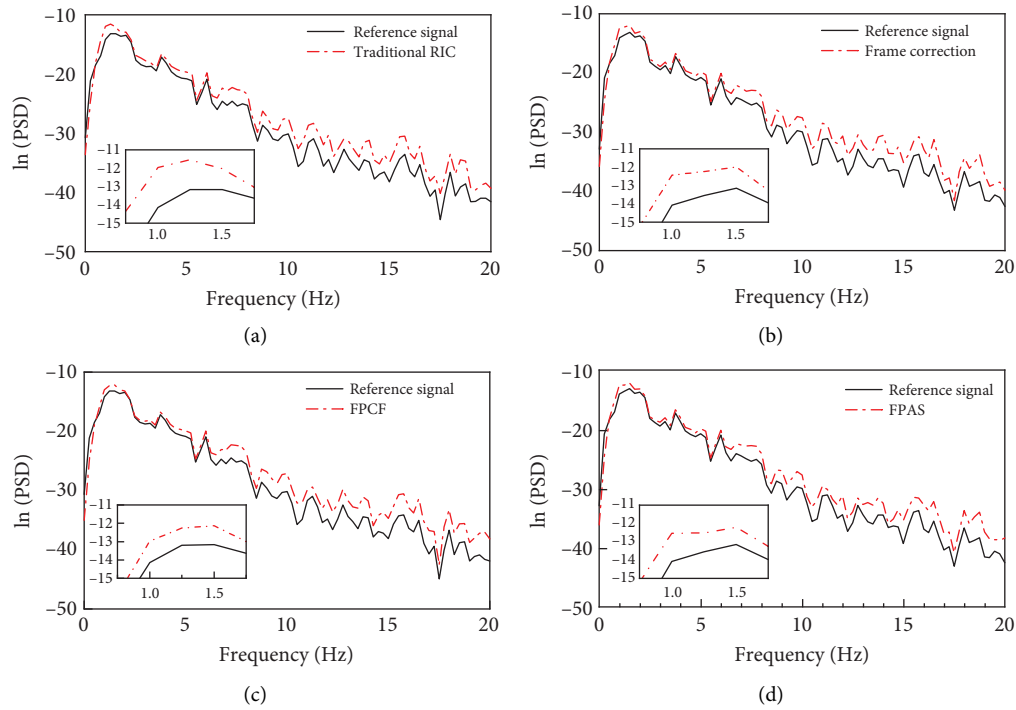 −10
−20
−30
−40
−50
ln (PSD)
Reference signal
Traditional RIC
−11
−12
−13
−14
−15
1.0 1.5
0 5 10 15 20
Frequency (Hz)
(a)
−10
−20
−30
−40
−50
ln (PSD)
Reference signal
Frame correction
−11
−12
−13
−14
−15
1.0 1.5
0 5 10 15 20
Frequency (Hz)
(b)
−10
−20
−30
−40
−50
ln (PSD)
Reference signal
FPCF
−11
−12
−13
−14
−15
1.0 1.5
0 5 10 15 20
Frequency (Hz)
(c)
−10
−20
−30
−40
−50
ln (PSD)
Reference signal
FPAS
−11
−12
−13
−14
−15
1.0 1.5
0 5 10 15 20
Frequency (Hz)
(d)